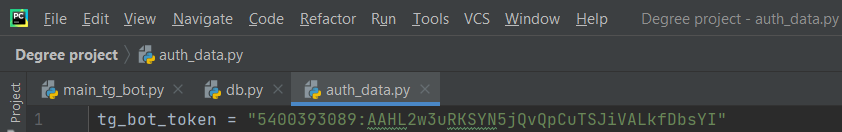 PC File Edit View Navigate Code Refactor Run Tools VCS Window Help Degree project - auth_data.py
Degree project 〉 auth_data.py
Project main_tg_bot.py × db.py × auth_data.py ×
1 tg_bot_token = "5400393089:AAHL2w3uRKSYN5jQvQpCuTSJiVALkfDbsYI"